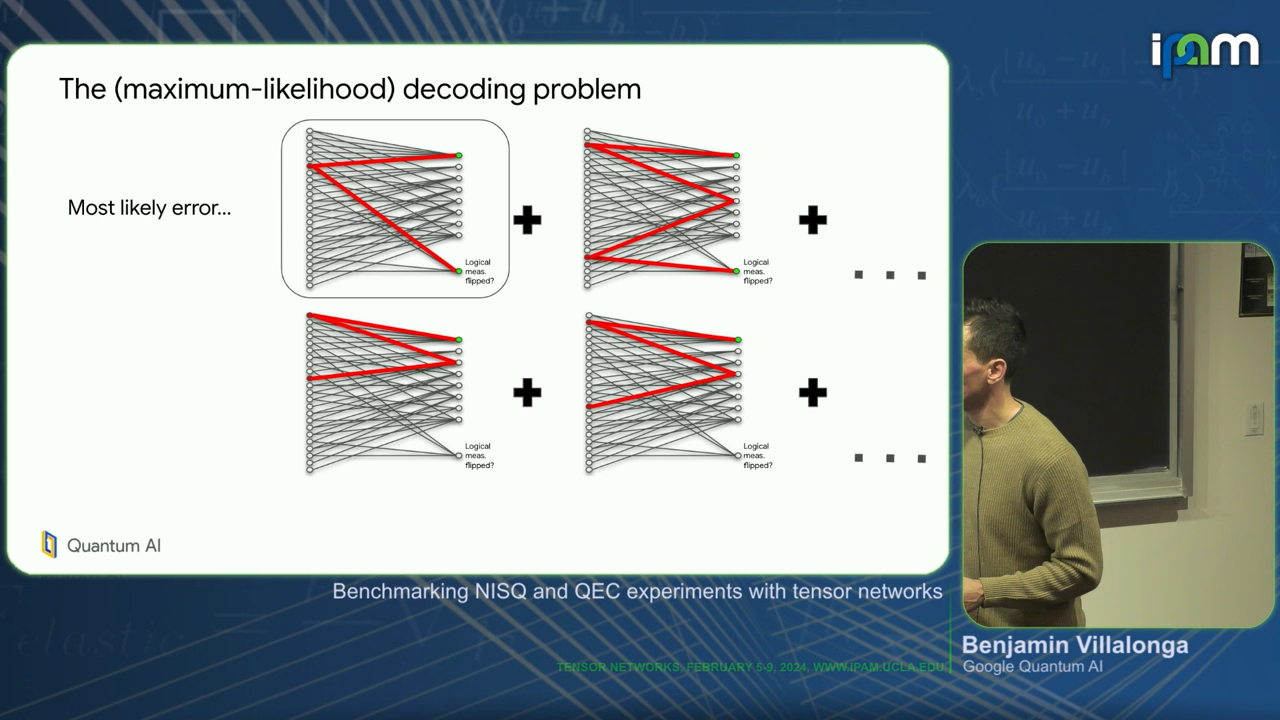 ipam
The (maximum-likelihood) decoding problem
Most likely error...
Logical
meas.
flipped?
Logical
meas.
flipped?
Logical
meas.
flipped?
Logical
meas.
flipped?
Quantum AI
Benchmarking NISQ and QEC experiments with tensor networks
Benjamin Villalonga
Google Quantum AI
TENSOR NETWORKS, FEBRUARY 5-9, 2024, WWW.IPAM.UCLA.EDU
elastic